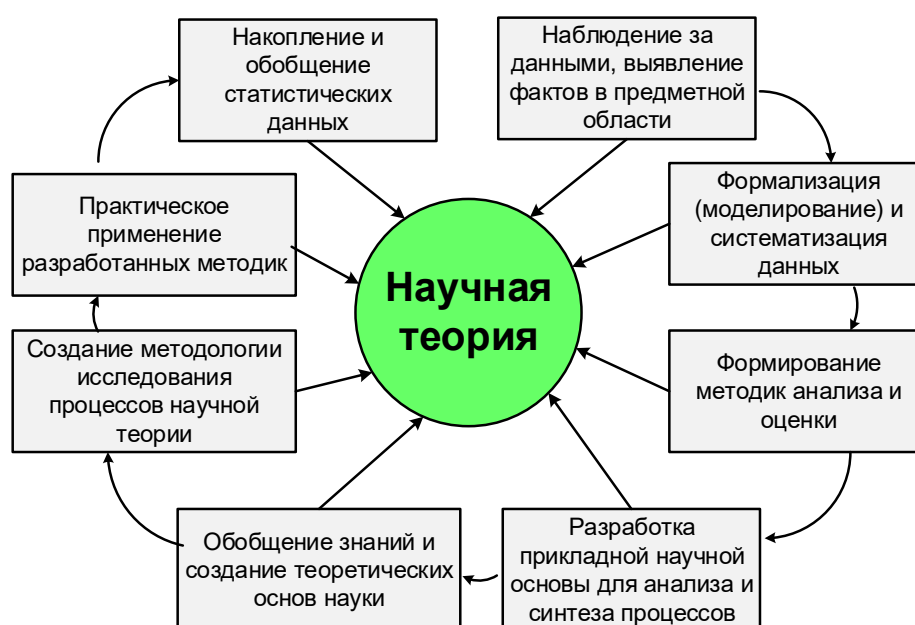 Накопление и
обобщение
статистических
данных
Наблюдение за
данными, выявление
фактов в предметной
области
Формализация
(моделирование) и
систематизация
данных
Формирование
методик анализа и
оценки
Разработка
прикладной научной
основы для анализа и
синтеза процессов
Обобщение знаний и
создание теоретических
основ науки
Создание методологии
исследования
процессов научной
теории
Практическое
применение
разработанных методик
Научная
теория